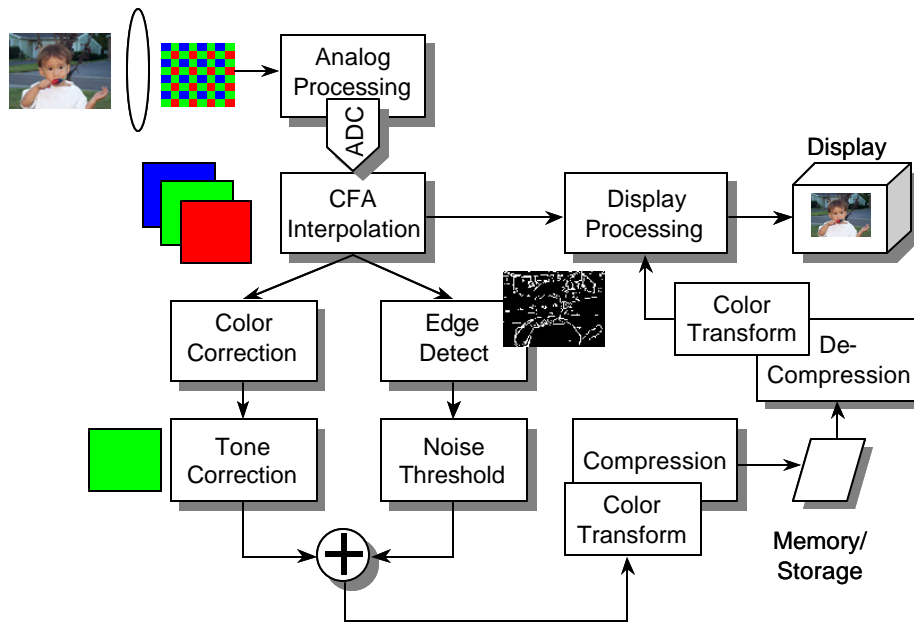 Analog
Processing
ADC
Display
CFA
Interpolation
Display
Processing
Color
Correction
Edge
Detect
Color
Transform
De-
Compression
Tone
Correction
Noise
Threshold
Compression
Color
Transform
Memory/
Storage